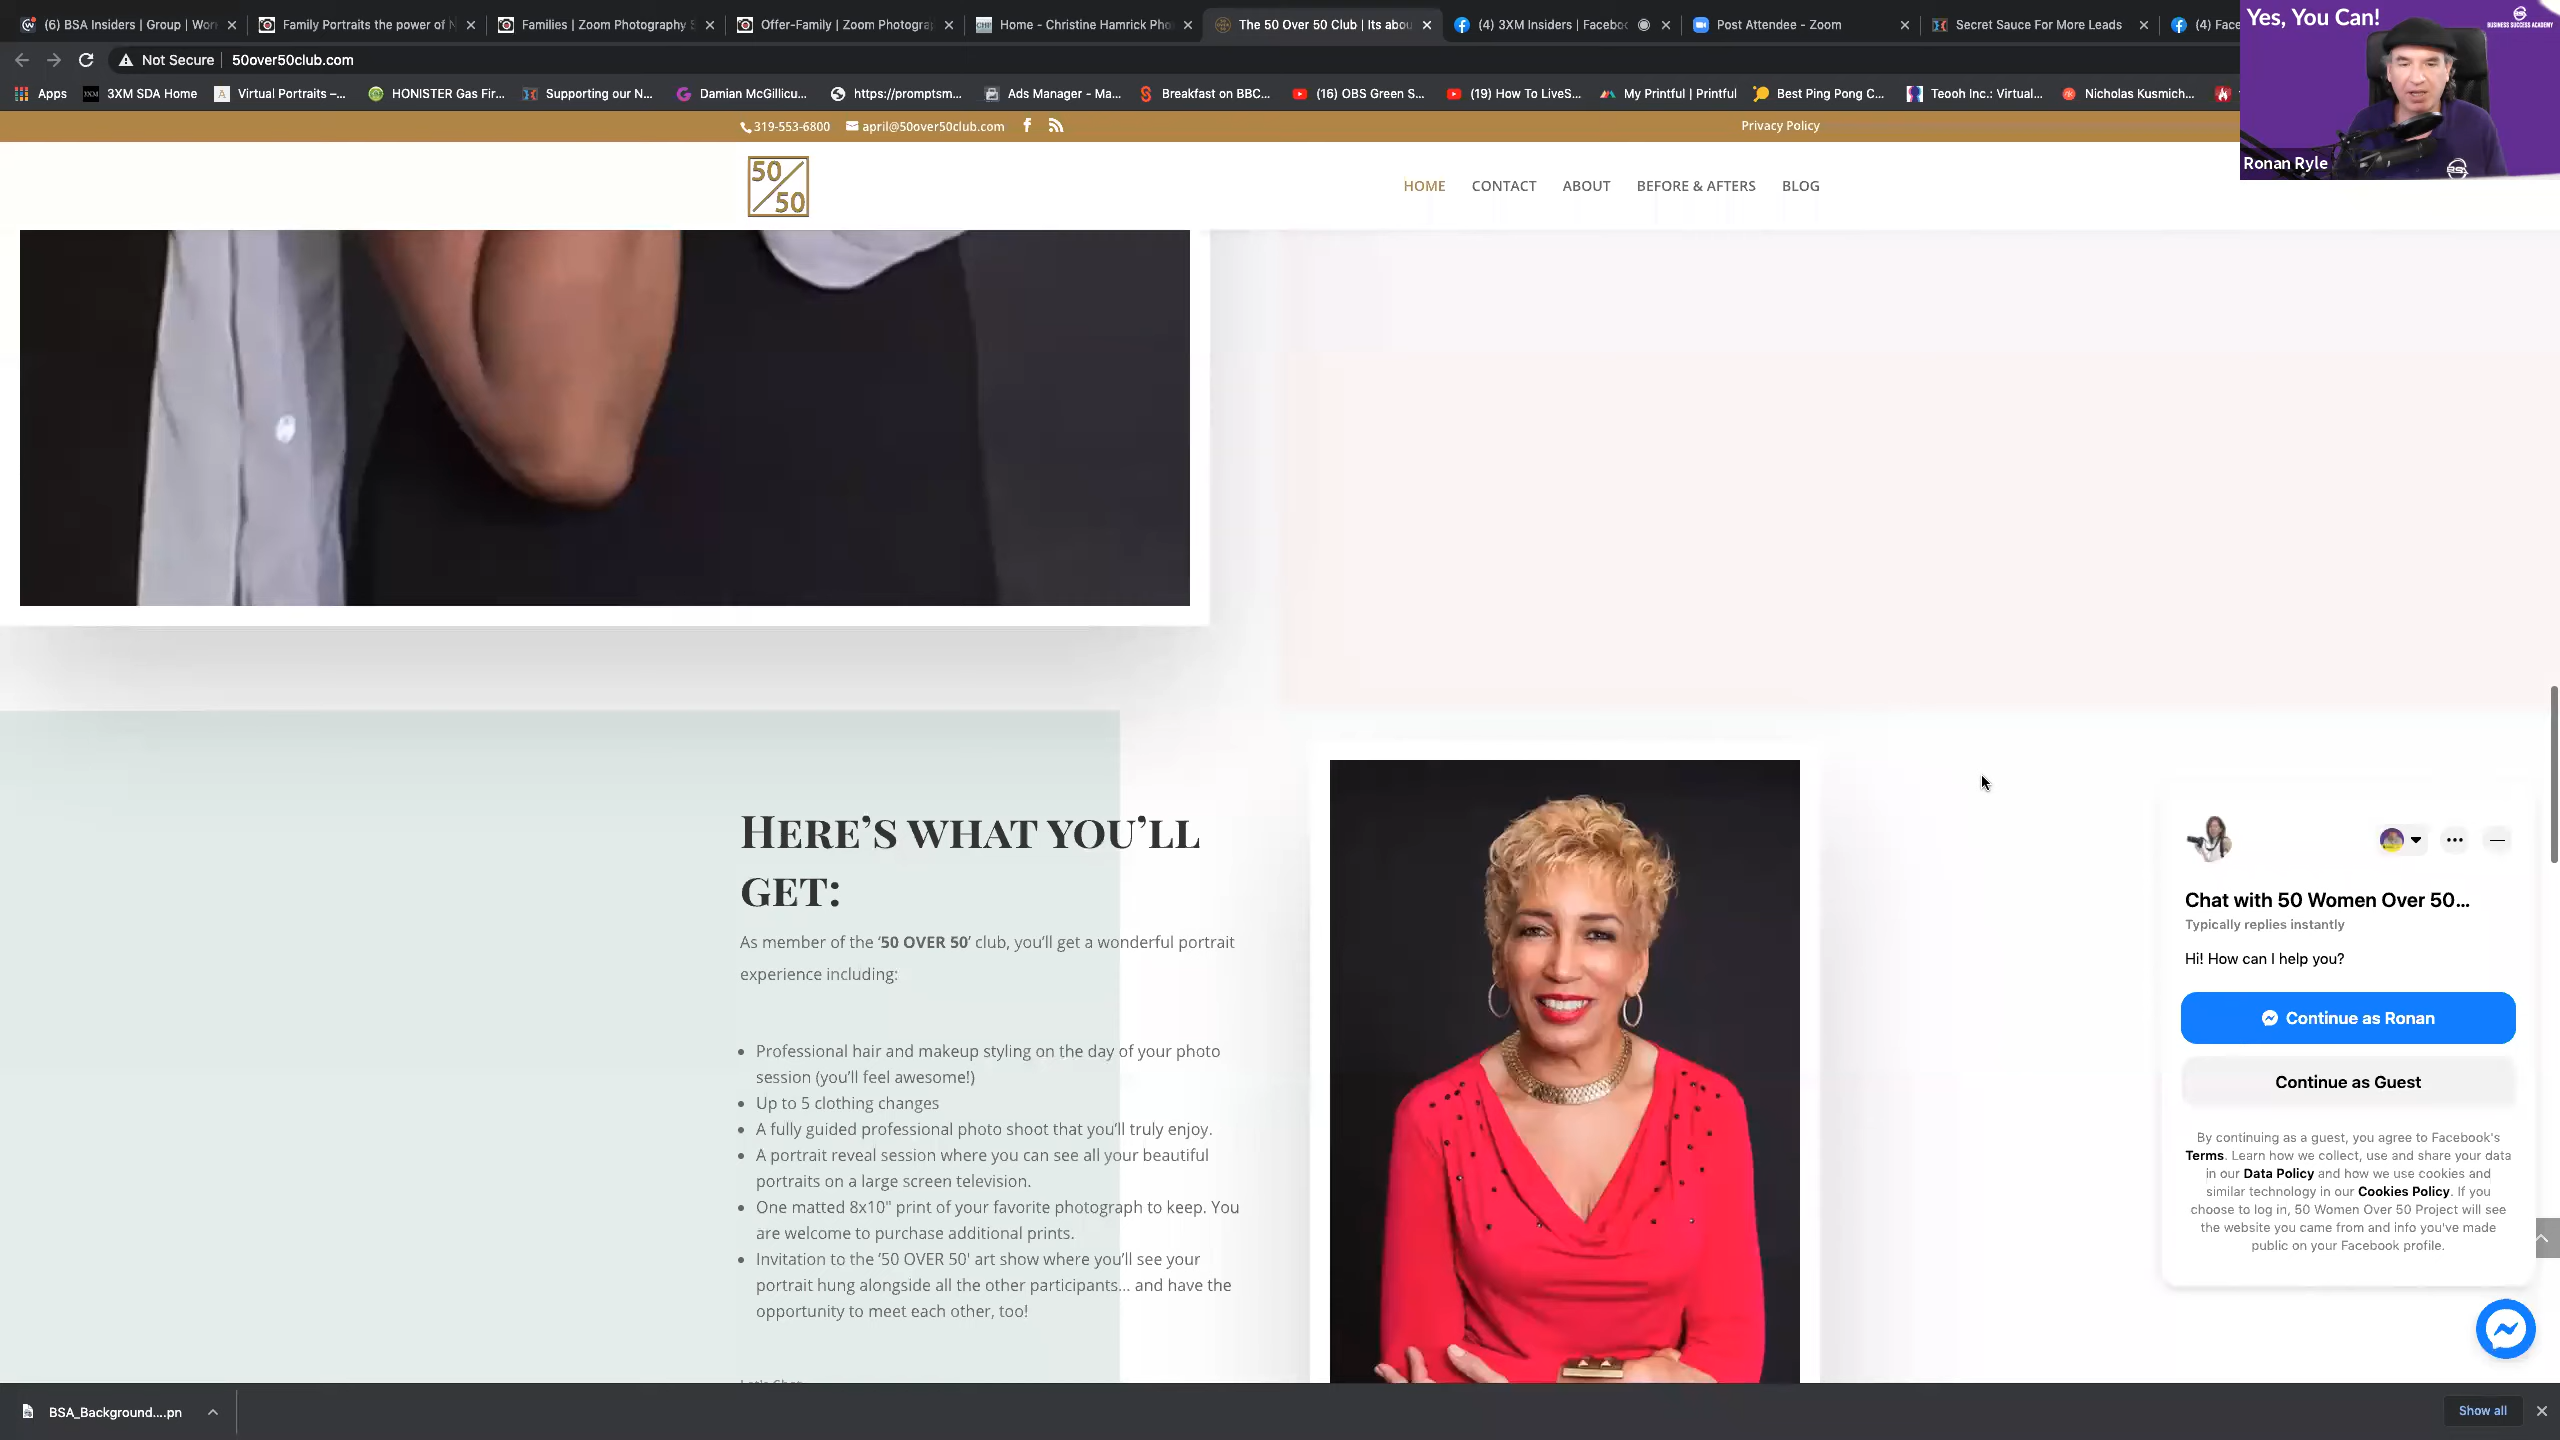 (6) BSA Insiders | Group | Wor
Family Portraits the power of
Families | Zoom Photography S
Offer-Family | Zoom Photogra
Home - Christine Hamrick Pho
The 50 Over 50 Club | Its abou
(4) 3XM Insiders | Facebo
Post Attendee - Zoom
Secret Sauce For More Leads
(4) Face
Yes, You Can!
BUSINESS SUCCESS ACADEMY
Not Secure
50over50club.com
Apps
3XM SDA Home
Virtual Portraits –...
HONISTER Gas Fir...
Supporting our N...
Damian McGillicu...
https://promptsm...
Ads Manager - Ma...
Breakfast on BBC...
(16) OBS Green S...
(19) How To LiveS...
My Printful | Printful
Best Ping Pong C...
Teooh Inc.: Virtual...
Nicholas Kusmich...
319-553-6800
april@50over50club.com
Privacy Policy
Ronan Ryle
50
50
HOME
CONTACT
ABOUT
BEFORE & AFTERS
BLOG
Here's what you'll
get:
As member of the '50 OVER 50' club, you'll get a wonderful portrait
experience including:
• Professional hair and makeup styling on the day of your photo
session (you'll feel awesome!)
• Up to 5 clothing changes
• A fully guided professional photo shoot that you'll truly enjoy.
• A portrait reveal session where you can see all your beautiful
portraits on a large screen television.
• One matted 8x10" print of your favorite photograph to keep. You
are welcome to purchase additional prints.
• Invitation to the '50 OVER 50' art show where you'll see your
portrait hung alongside all the other participants... and have the
opportunity to meet each other, too!
Chat with 50 Women Over 50...
Typically replies instantly
Hi! How can I help you?
Continue as Ronan
Continue as Guest
By continuing as a guest, you agree to Facebook's
Terms. Learn how we collect, use and share your data
in our Data Policy and how we use cookies and
similar technology in our Cookies Policy. If you
choose to log in, 50 Women Over 50 Project will see
the website you came from and info you've made
public on your Facebook profile.
BSA_Background....pn
Show all